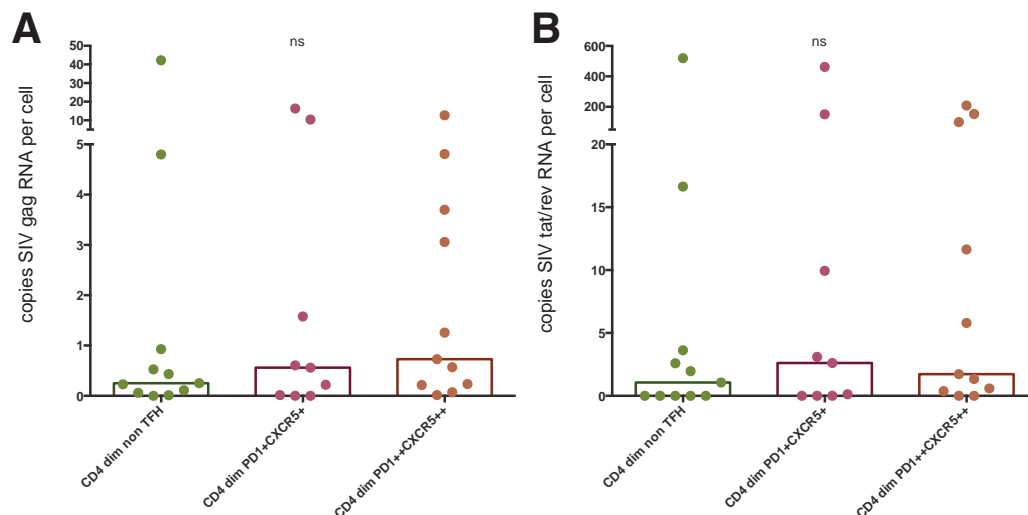 A
ns
copies SIV gag RNA per cell
50
40
30
20
10
5
4
3
2
1
0
CD4 dim non TFH
CD4 dim PD1+CXCR5+
CD4 dim PD1++CXCR5++
B
ns
copies SIV tat/rev RNA per cell
600
400
200
20
15
10
5
0
CD4 dim non TFH
CD4 dim PD1+CXCR5+
CD4 dim PD1++CXCR5++